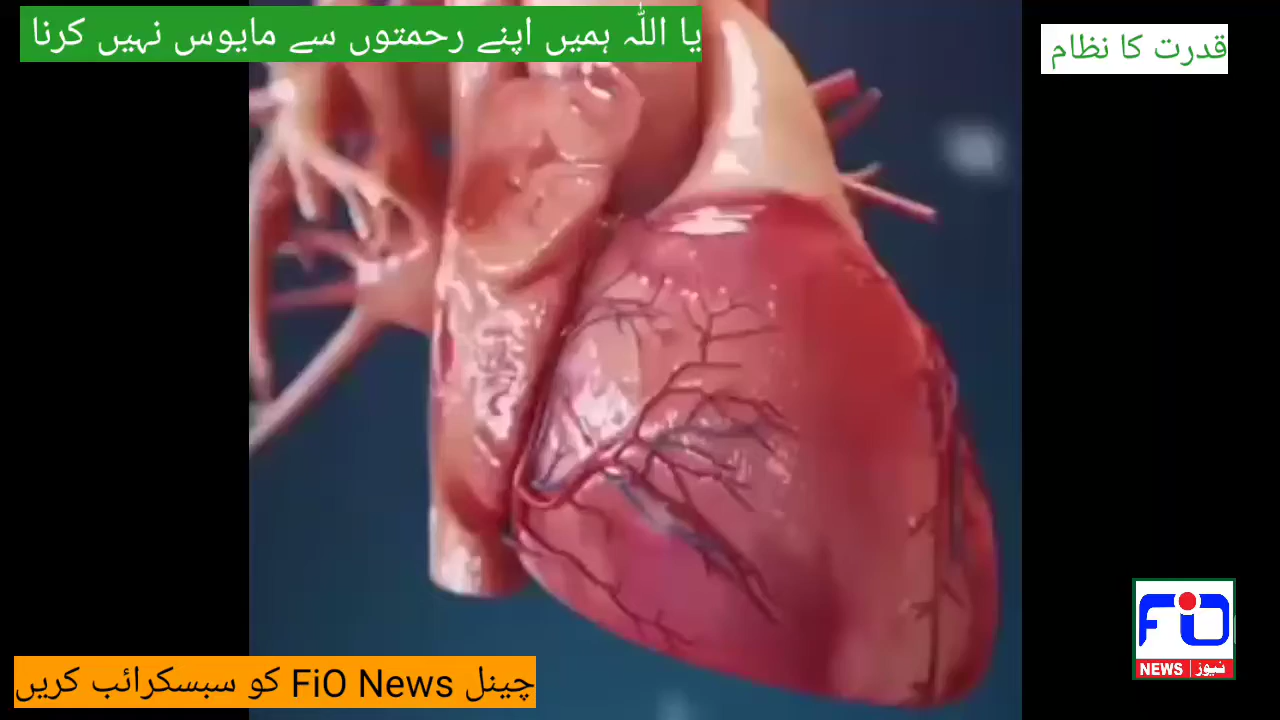 یا اللّٰہ ہمیں اپنے رحمتوں سے مایوس نہیں کرنا
قدرت کا نظام
FiO
NEWS نیوز
چینل FiO News کو سبسکرائب کریں